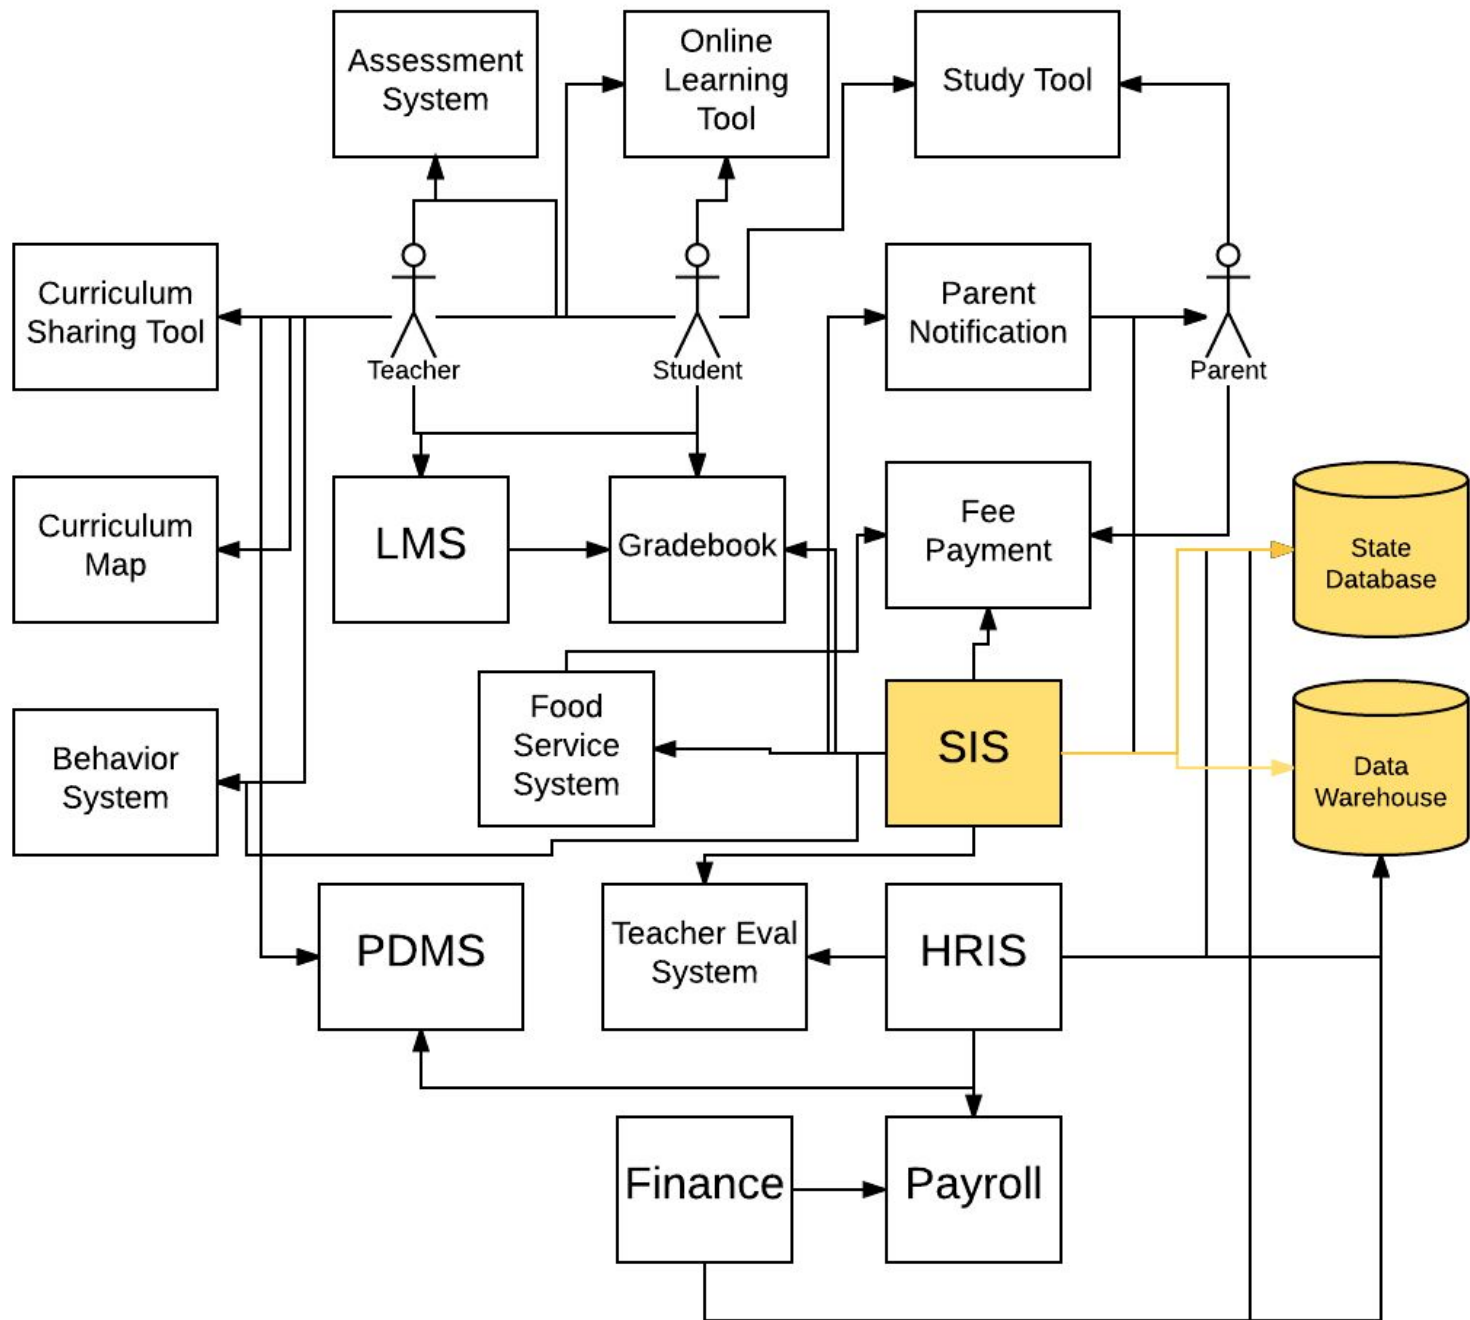 Assessment
System
Online
Learning
Tool
Study Tool
Curriculum
Sharing Tool
Teacher
Student
Parent
Notification
Parent
Curriculum
Map
LMS
Gradebook
Fee
Payment
State
Database
Behavior
System
Food
Service
System
SIS
Data
Warehouse
PDMS
Teacher Eval
System
HRIS
Finance
Payroll